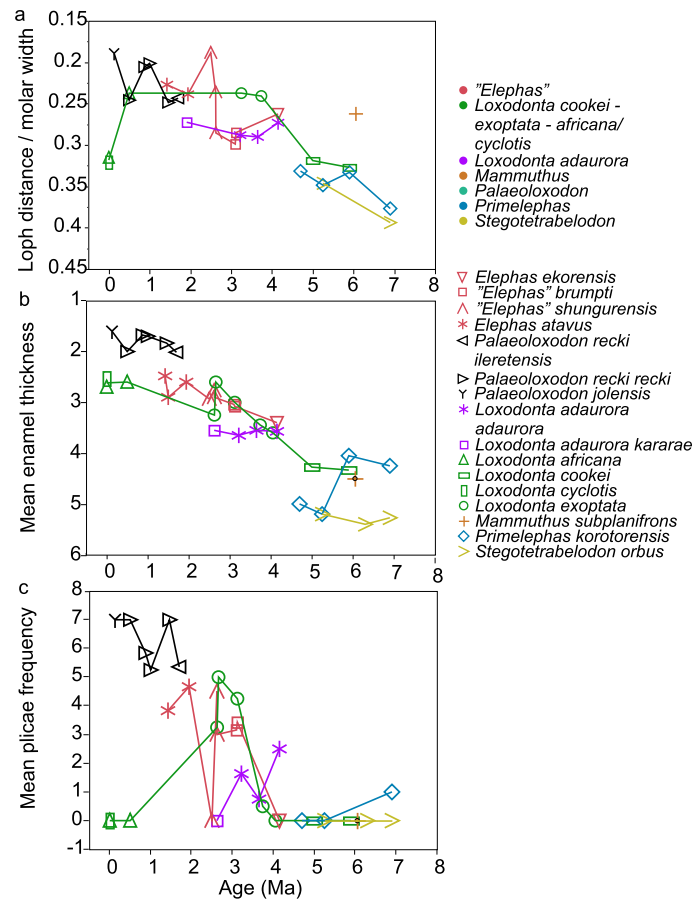 a
Loph distance / molar width
0.15
0.2
0.25
0.3
0.35
0.4
0.45
0 1 2 3 4 5 6 7 8
"Elephas"
Loxodonta cookei -
exoptata - africana/
cyclotis
Loxodonta adaurora
Mammuthus
Palaeoloxodon
Primelephas
Stegotetrabelodon
b
Mean enamel thickness
1
2
3
4
5
6
0 1 2 3 4 5 6 7 8
Elephas ekorensis
"Elephas" brumpti
"Elephas" shungurensis
Elephas atavus
Palaeoloxodon recki
ileretensis
Palaeoloxodon recki recki
Palaeoloxodon jolensis
Loxodonta adaurora
adaurora
Loxodonta adaurora kararae
Loxodonta africana
Loxodonta cookei
Loxodonta cyclotis
Loxodonta exoptata
Mammuthus subplanifrons
Primelephas korotorensis
Stegotetrabelodon orbus
c
Mean plicae frequency
8
7
6
5
4
3
2
1
0
-1
0 1 2 3 4 5 6 7 8
Age (Ma)